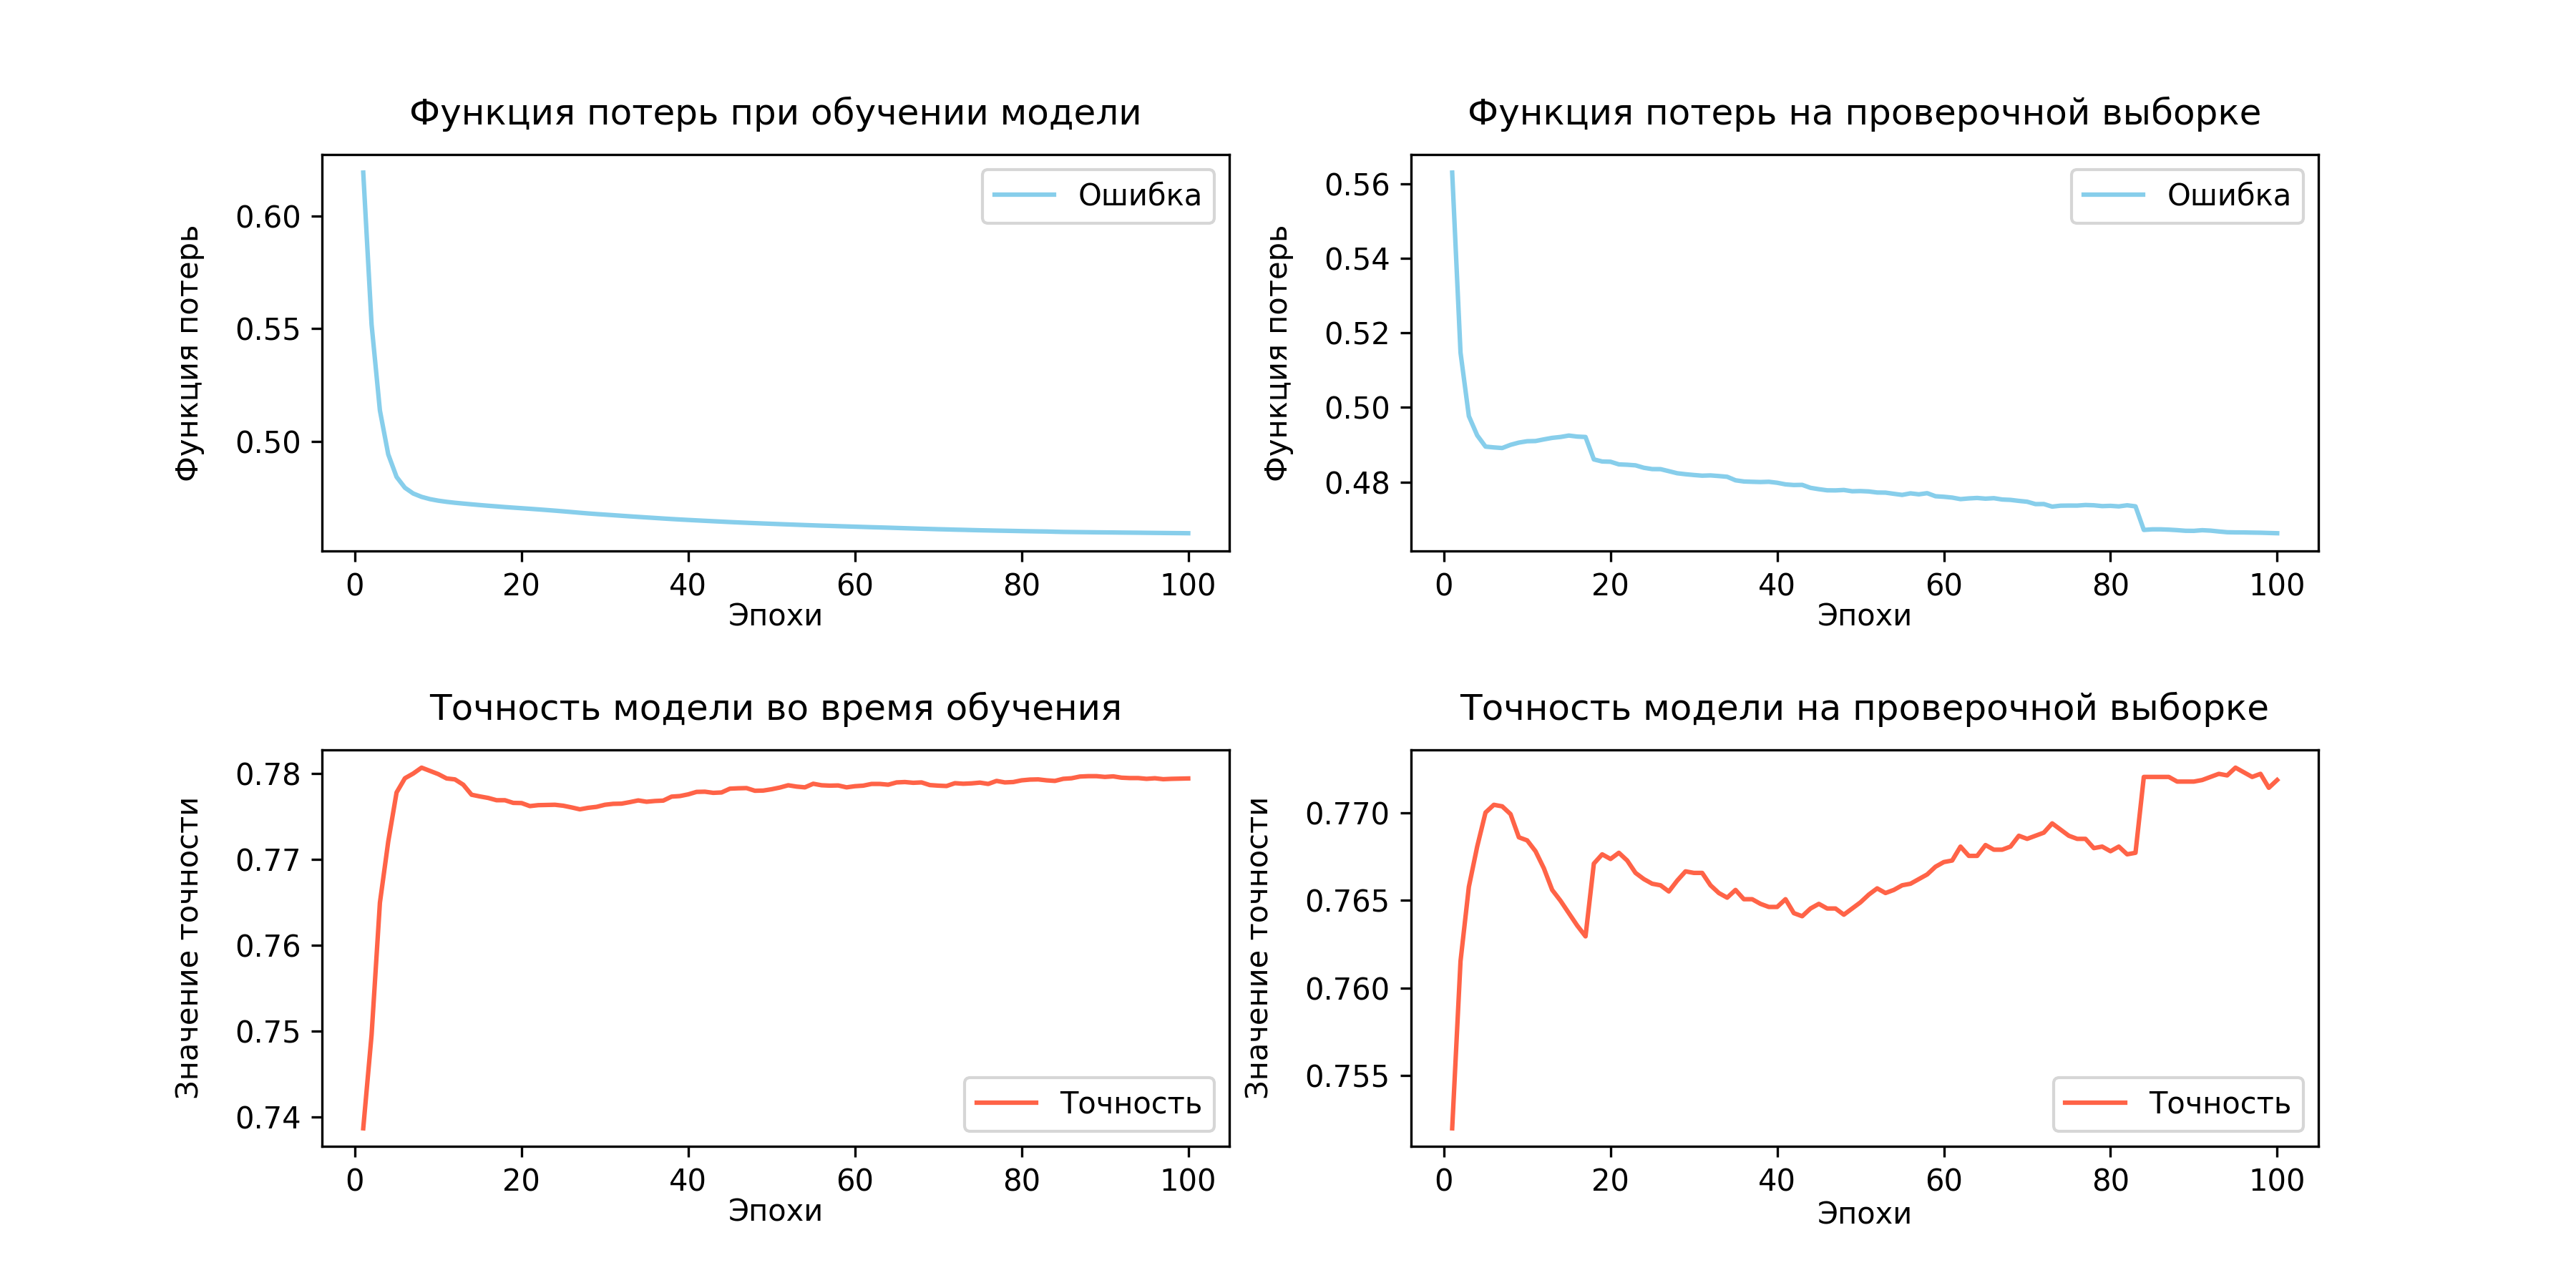 Функция потерь при обучении модели
Функция потерь
0.60
0.55
0.50
Ошибка
0 20 40 60 80 100
Эпохи
Функция потерь на проверочной выборке
Функция потерь
0.56
0.54
0.52
0.50
0.48
Ошибка
0 20 40 60 80 100
Эпохи
Точность модели во время обучения
Значение точности
0.78
0.77
0.76
0.75
0.74
Точность
0 20 40 60 80 100
Эпохи
Точность модели на проверочной выборке
Значение точности
0.770
0.765
0.760
0.755
Точность
0 20 40 60 80 100
Эпохи